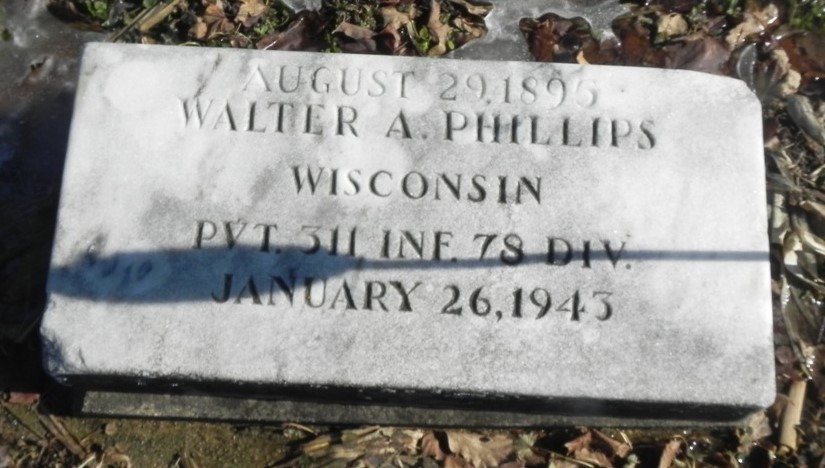 AUGUST 29, 1895
WALTER A. PHILLIPS
WISCONSIN
PVT. 311 INF. 78 DIV.
JANUARY 26, 1943